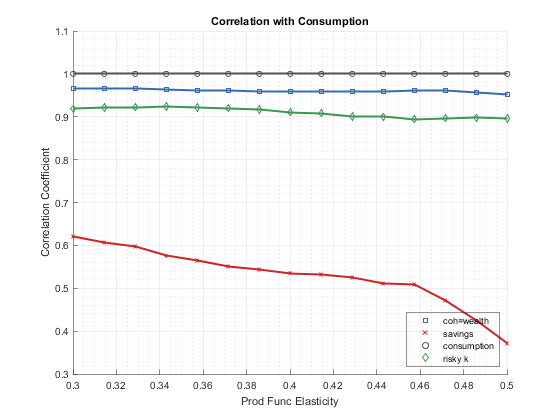 Correlation with Consumption
1.1
1
0.9
0.8
0.7
0.6
0.5
0.4
0.3
Correlation Coefficient
coh=wealth
savings
consumption
risky k
0.3 0.32 0.34 0.36 0.38 0.4 0.42 0.44 0.46 0.48 0.5
Prod Func Elasticity